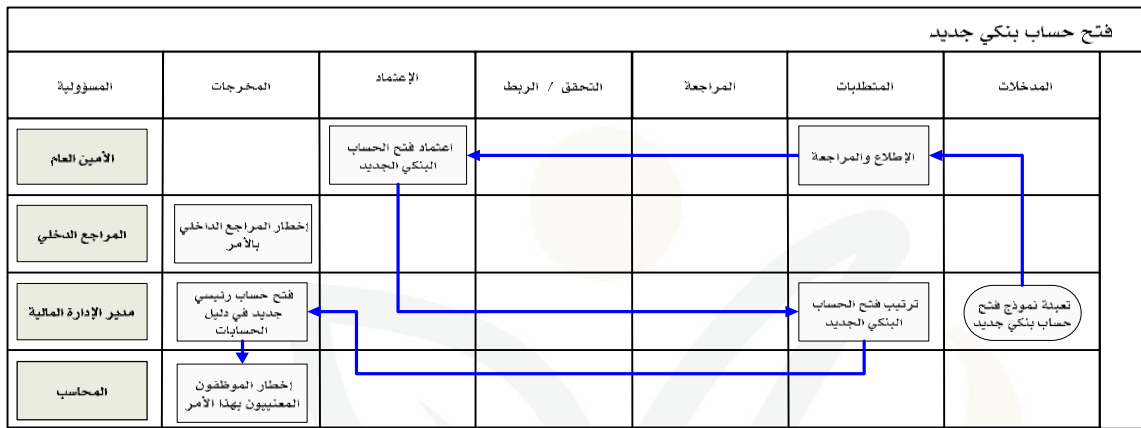 فتح حساب بنكي جديد
المدخلات
المتطلبات
المراجعة
التحقق / الربط
الإعتماد
المخرجات
المسؤولية
الإطلاع والمراجعة
اعتماد فتح الحساب
البنكي الجديد
الأمين العام
إخطار المراجع الداخلي
بالأمر
المراجع الدخلي
تعبئة نموذج فتح
حساب بنكي جديد
ترتيب فتح الحساب
البنكي الجديد
فتح حساب رئيسي
جديد في دليل
الحسابات
مدير الإدارة المالية
إخطار الموظفون
المعنييون بهذا الأمر
المحاسب